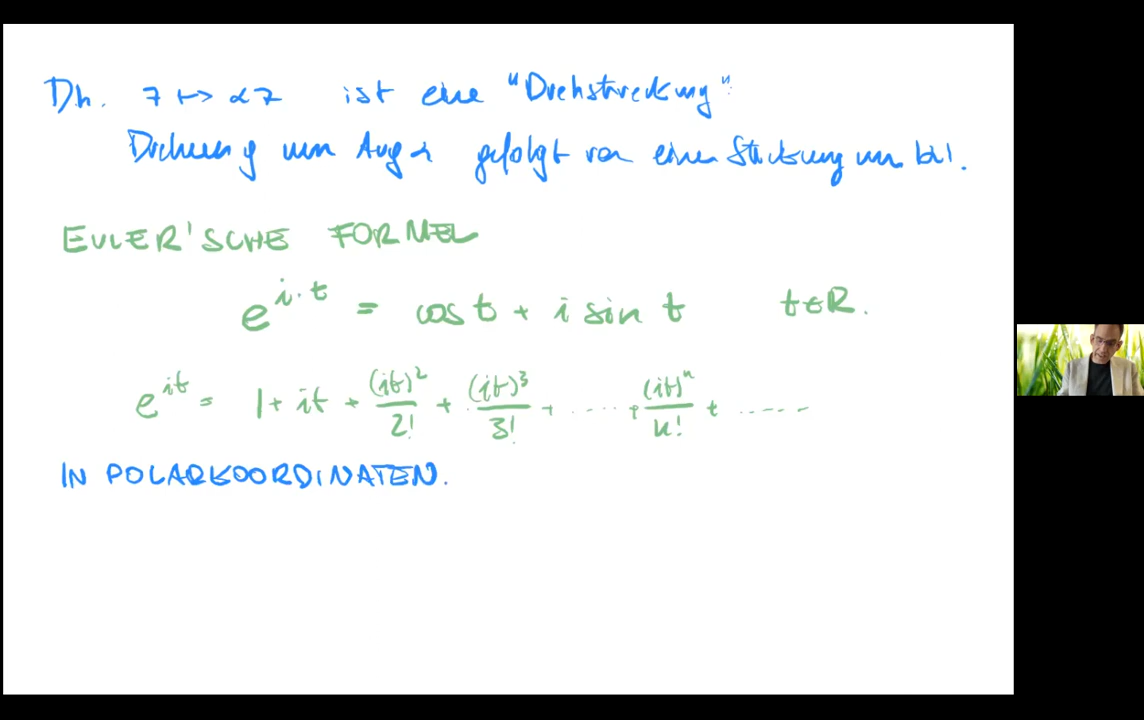 Dh. z ↦ αz ist eine "Drehstreckung":
Drehung um Arg α gefolgt von einer Streckung um |α|.
EULER'SCHE FORMEL
e^{i·t} = cos t + i sin t t ∈ ℝ.
e^{it} = 1 + it + (it)²/2! + (it)³/3! + ..... + (it)ⁿ/n! + .....
IN POLARKOORDINATEN.